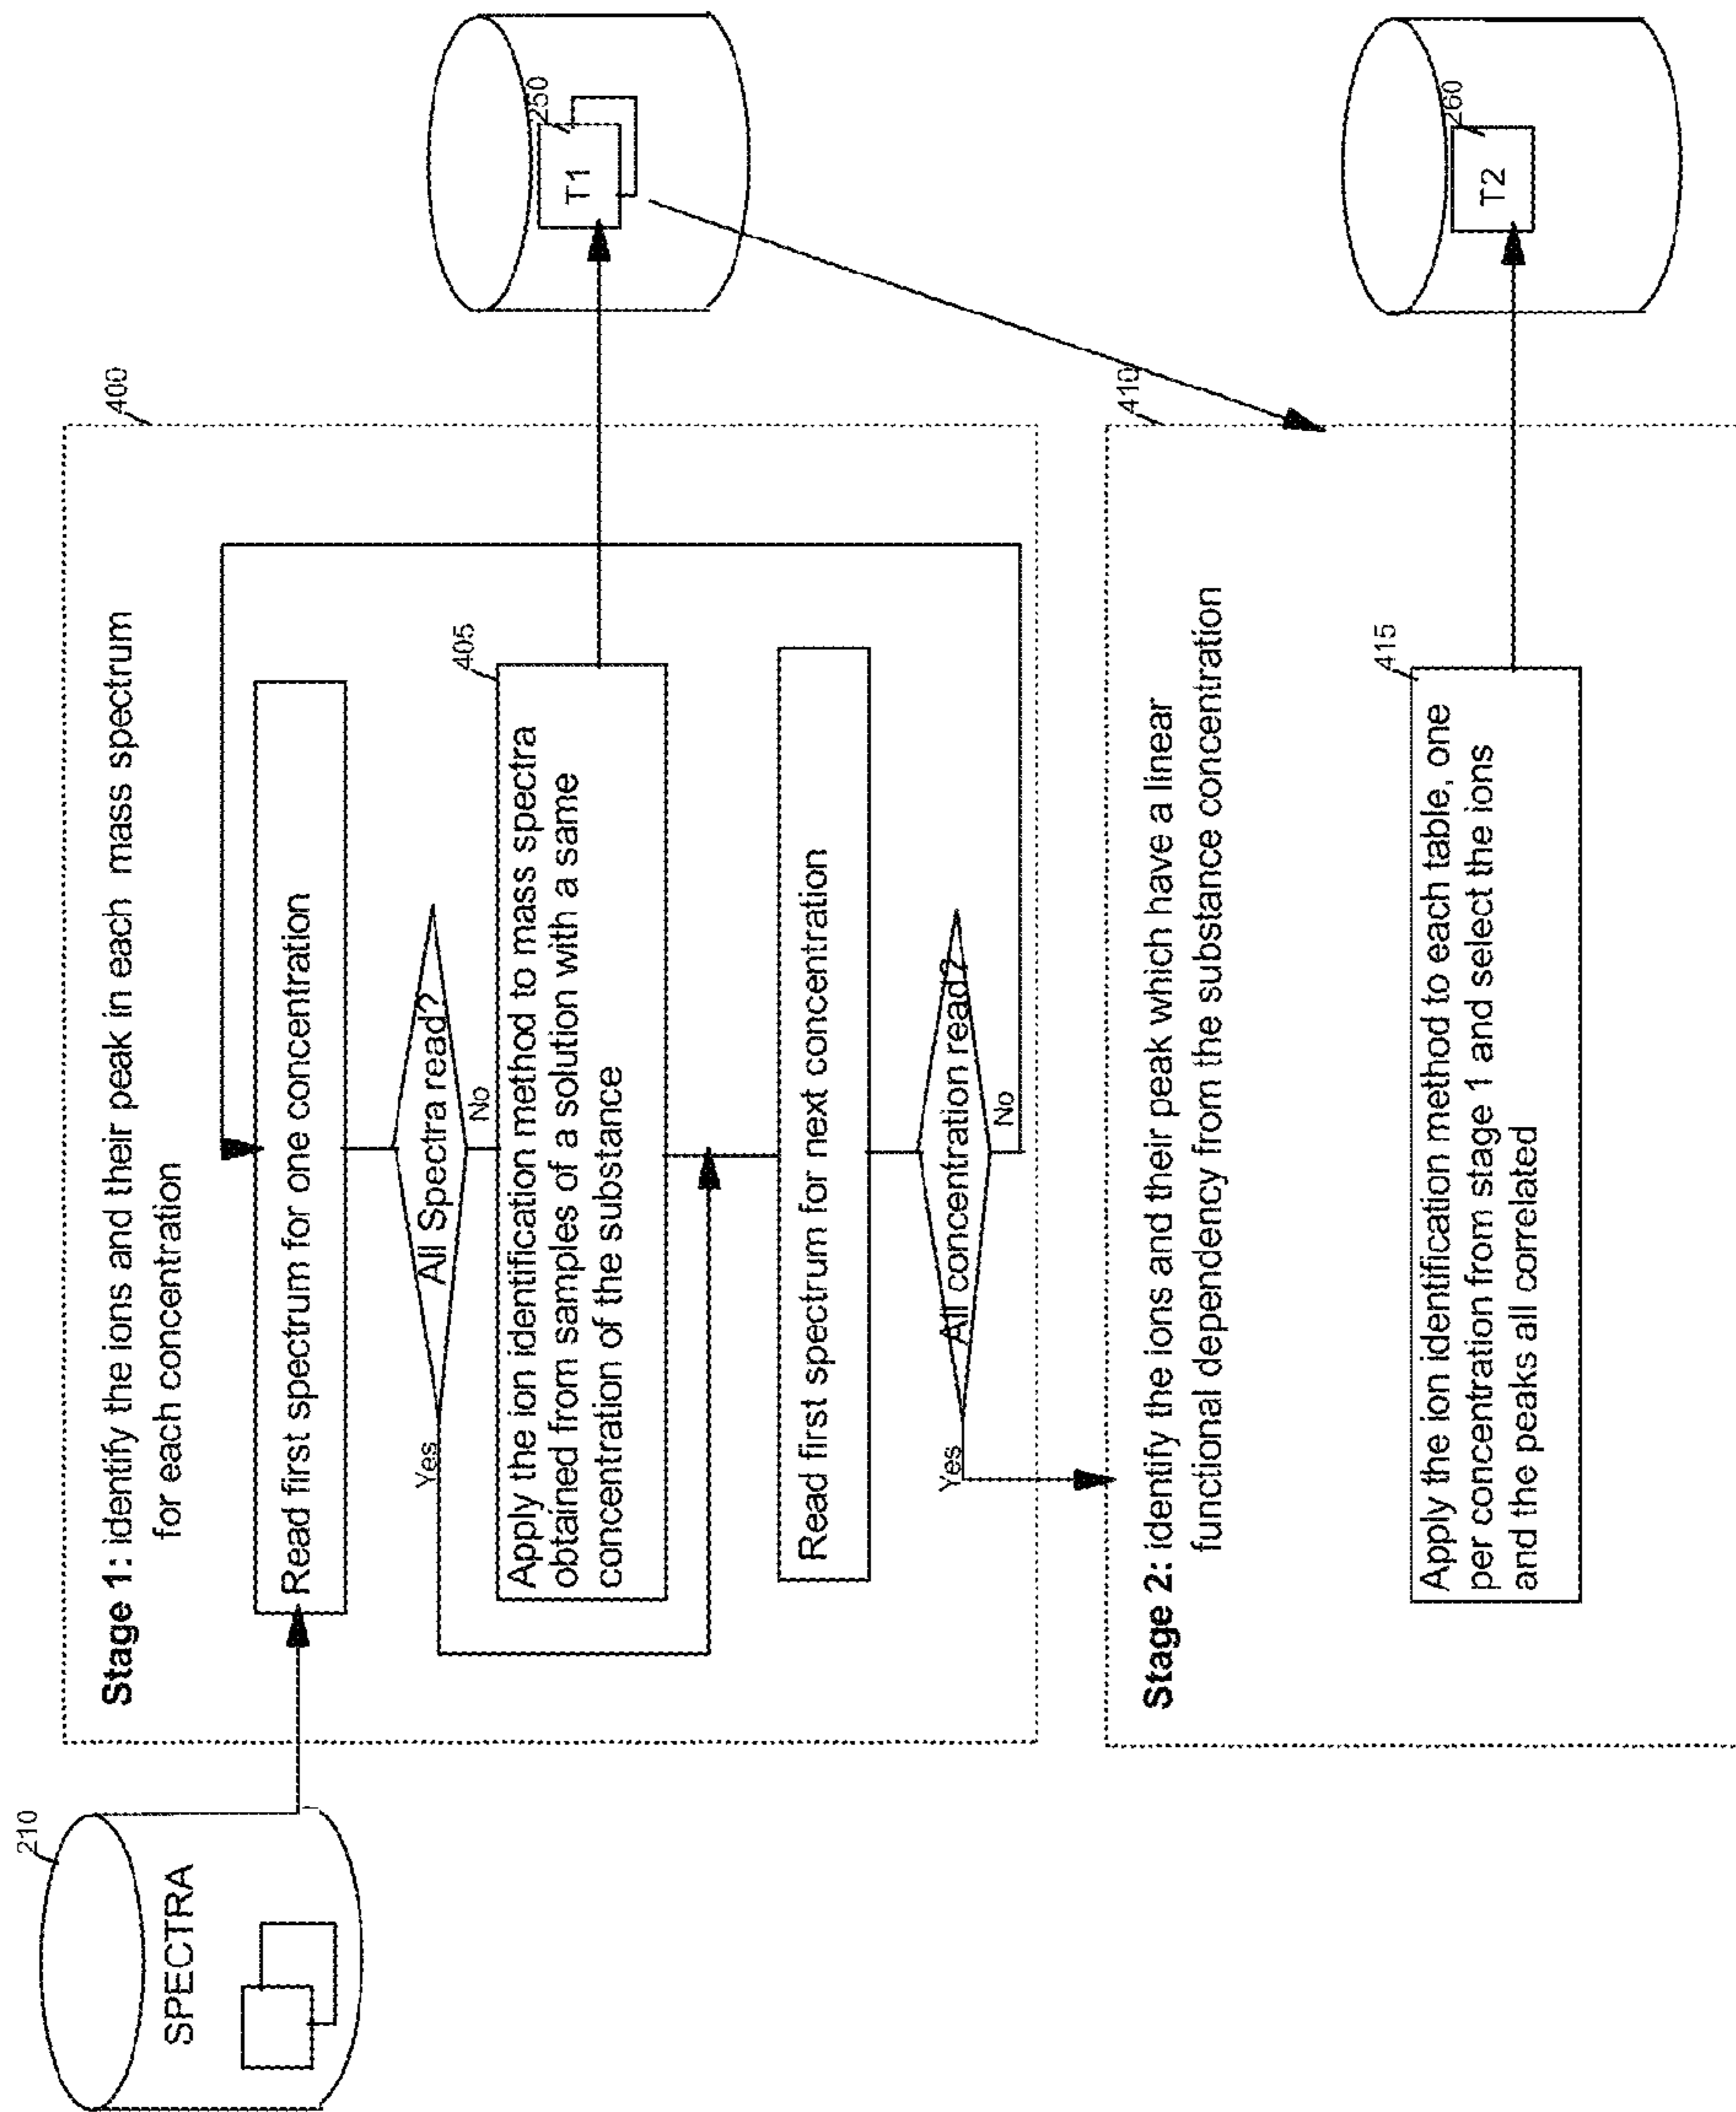 210
SPECTRA
400
Stage 1: identify the ions and their peak in each mass spectrum
for each concentration
Read first spectrum for one concentration
All Spectra read?
Yes
No
405
Apply the ion identification method to mass spectra
obtained from samples of a solution with a same
concentration of the substance
Read first spectrum for next concentration
All concentration read?
Yes
No
250
T1
410
Stage 2: identify the ions and their peak which have a linear
functional dependency from the substance concentration
415
Apply the ion identification method to each table, one
per concentration from stage 1 and select the ions
and the peaks all correlated
260
T2